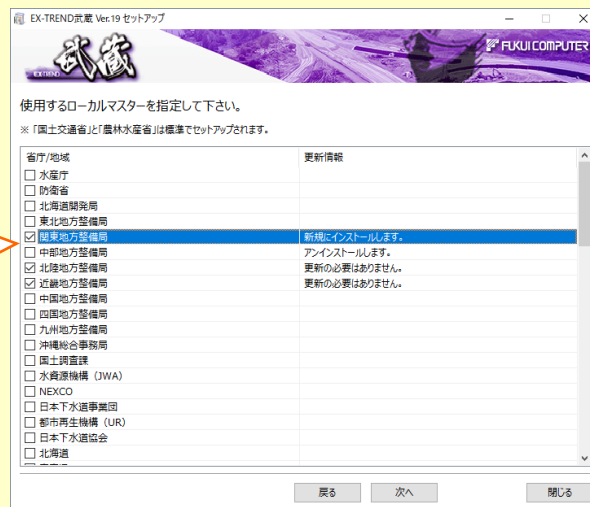 EX-TREND武蔵 Ver.19 セットアップ
EX-TREND 武蔵
FUKUI COMPUTER
使用するローカルマスターを指定して下さい。
※「国土交通省」と「農林水産省」は標準でセットアップされます。
省庁/地域 更新情報
水産庁
防衛省
北海道開発局
東北地方整備局
関東地方整備局 新規にインストールします。
中部地方整備局 アンインストールします。
北陸地方整備局 更新の必要はありません。
近畿地方整備局 更新の必要はありません。
中国地方整備局
四国地方整備局
九州地方整備局
沖縄総合事務局
国土調査課
水資源機構（JWA）
NEXCO
日本下水道事業団
都市再生機構（UR）
日本下水道協会
北海道
戻る 次へ 閉じる